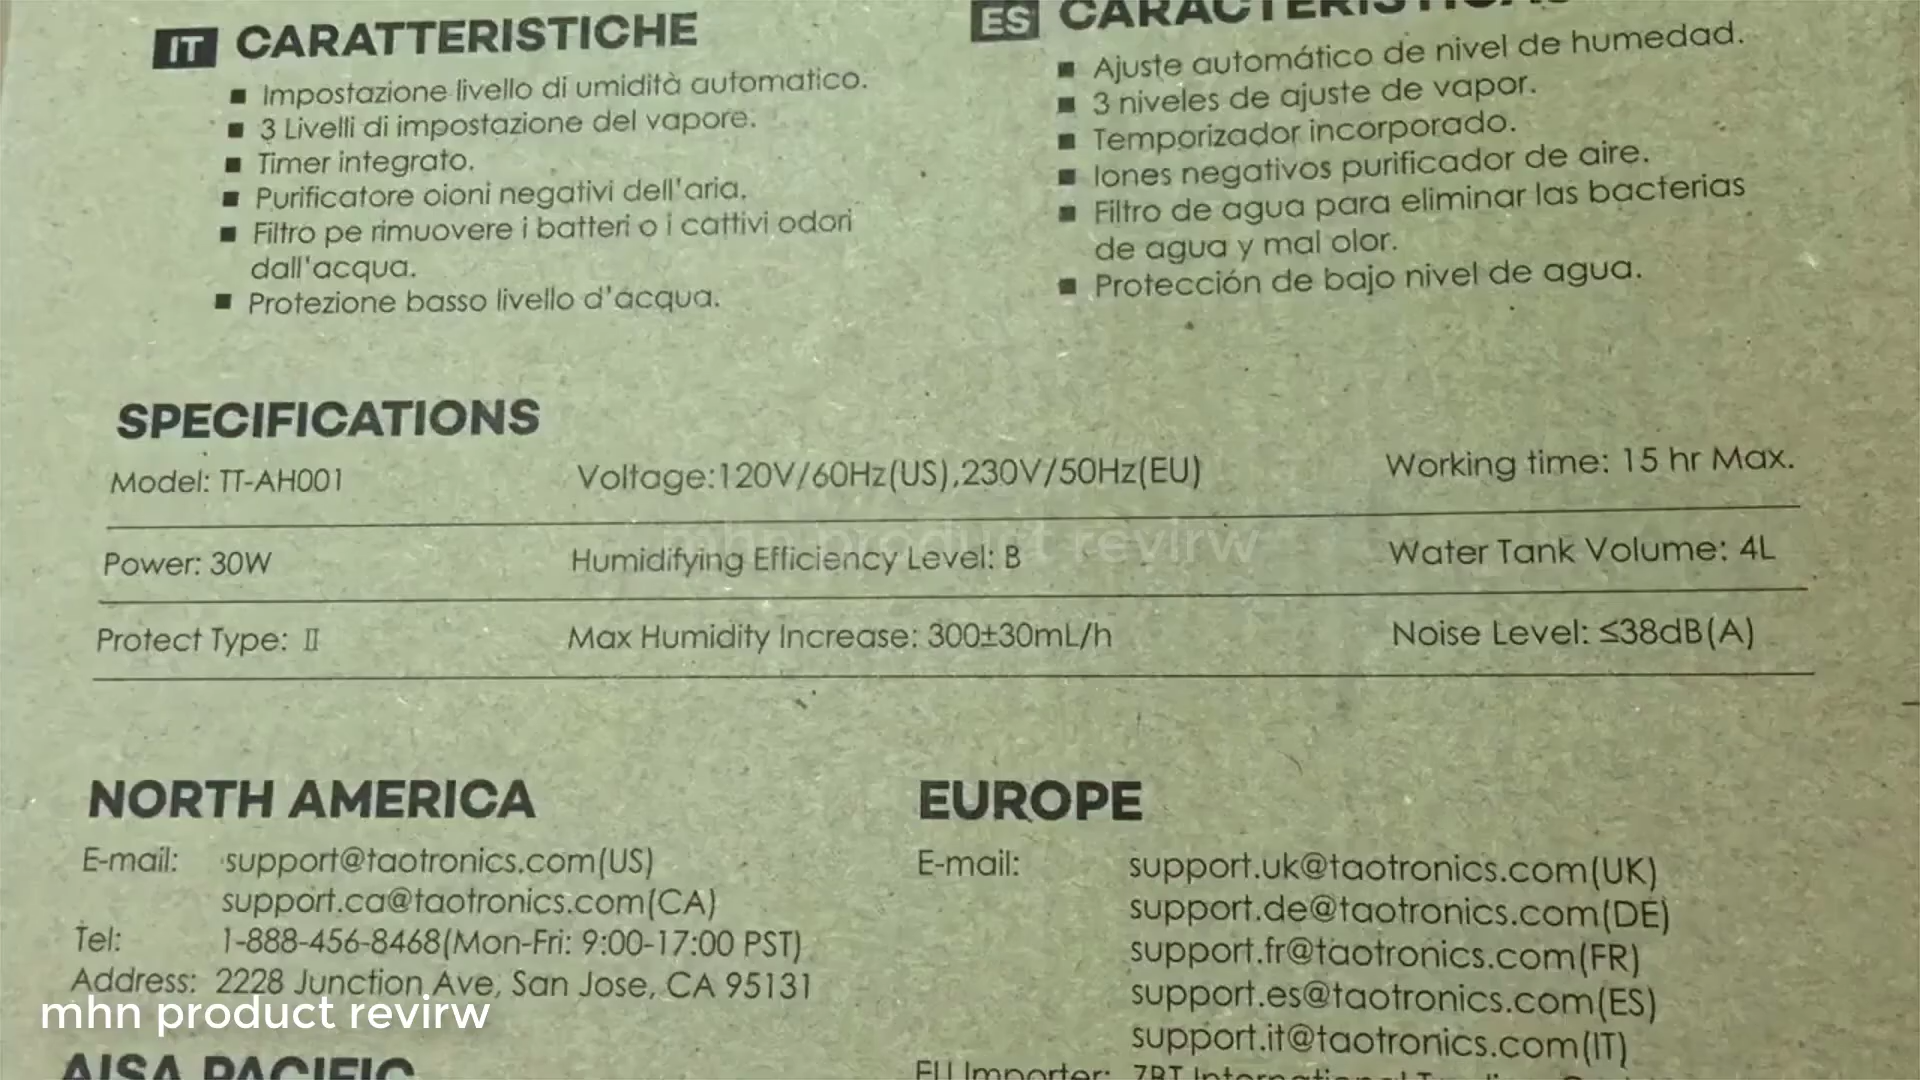 IT CARATTERISTICHE
■ Impostazione livello di umidità automatico.
■ 3 Livelli di impostazione del vapore.
■ Timer integrato.
■ Purificatore oioni negativi dell'aria.
■ Filtro pe rimuovere i batteri o i cattivi odori
dall'acqua.
■ Protezione basso livello d'acqua.
ES CARACTERÍSTICAS
■ Ajuste automático de nivel de humedad.
■ 3 niveles de ajuste de vapor.
■ Temporizador incorporado.
■ Iones negativos purificador de aire.
■ Filtro de agua para eliminar las bacterias
de agua y mal olor.
■ Protección de bajo nivel de agua.
SPECIFICATIONS
Model: TT-AH001 Voltage:120V/60Hz(US),230V/50Hz(EU) Working time: 15 hr Max.
mhn product revirw
Power: 30W Humidifying Efficiency Level: B Water Tank Volume: 4L
Protect Type: II Max Humidity Increase: 300±30mL/h Noise Level: ≤38dB(A)
NORTH AMERICA
E-mail: support@taotronics.com(US)
support.ca@taotronics.com(CA)
Tel: 1-888-456-8468(Mon-Fri: 9:00-17:00 PST)
Address: 2228 Junction Ave, San Jose, CA 95131
mhn product revirw
AISA PACIFIC
EUROPE
E-mail: support.uk@taotronics.com(UK)
support.de@taotronics.com(DE)
support.fr@taotronics.com(FR)
support.es@taotronics.com(ES)
support.it@taotronics.com(IT)
EU Importer: ZBT International Trading